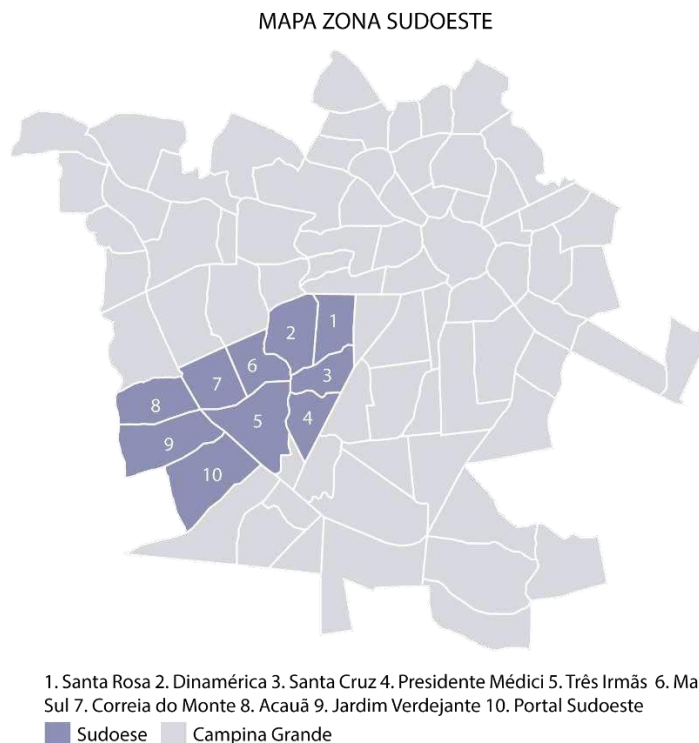 MAPA ZONA SUDOESTE
1
2
3
6
7
4
5
8
9
10
1. Santa Rosa 2. Dinamérica 3. Santa Cruz 4. Presidente Médici 5. Três Irmãs 6. Ma
Sul 7. Correia do Monte 8. Acauã 9. Jardim Verdejante 10. Portal Sudoeste
Sudoese Campina Grande